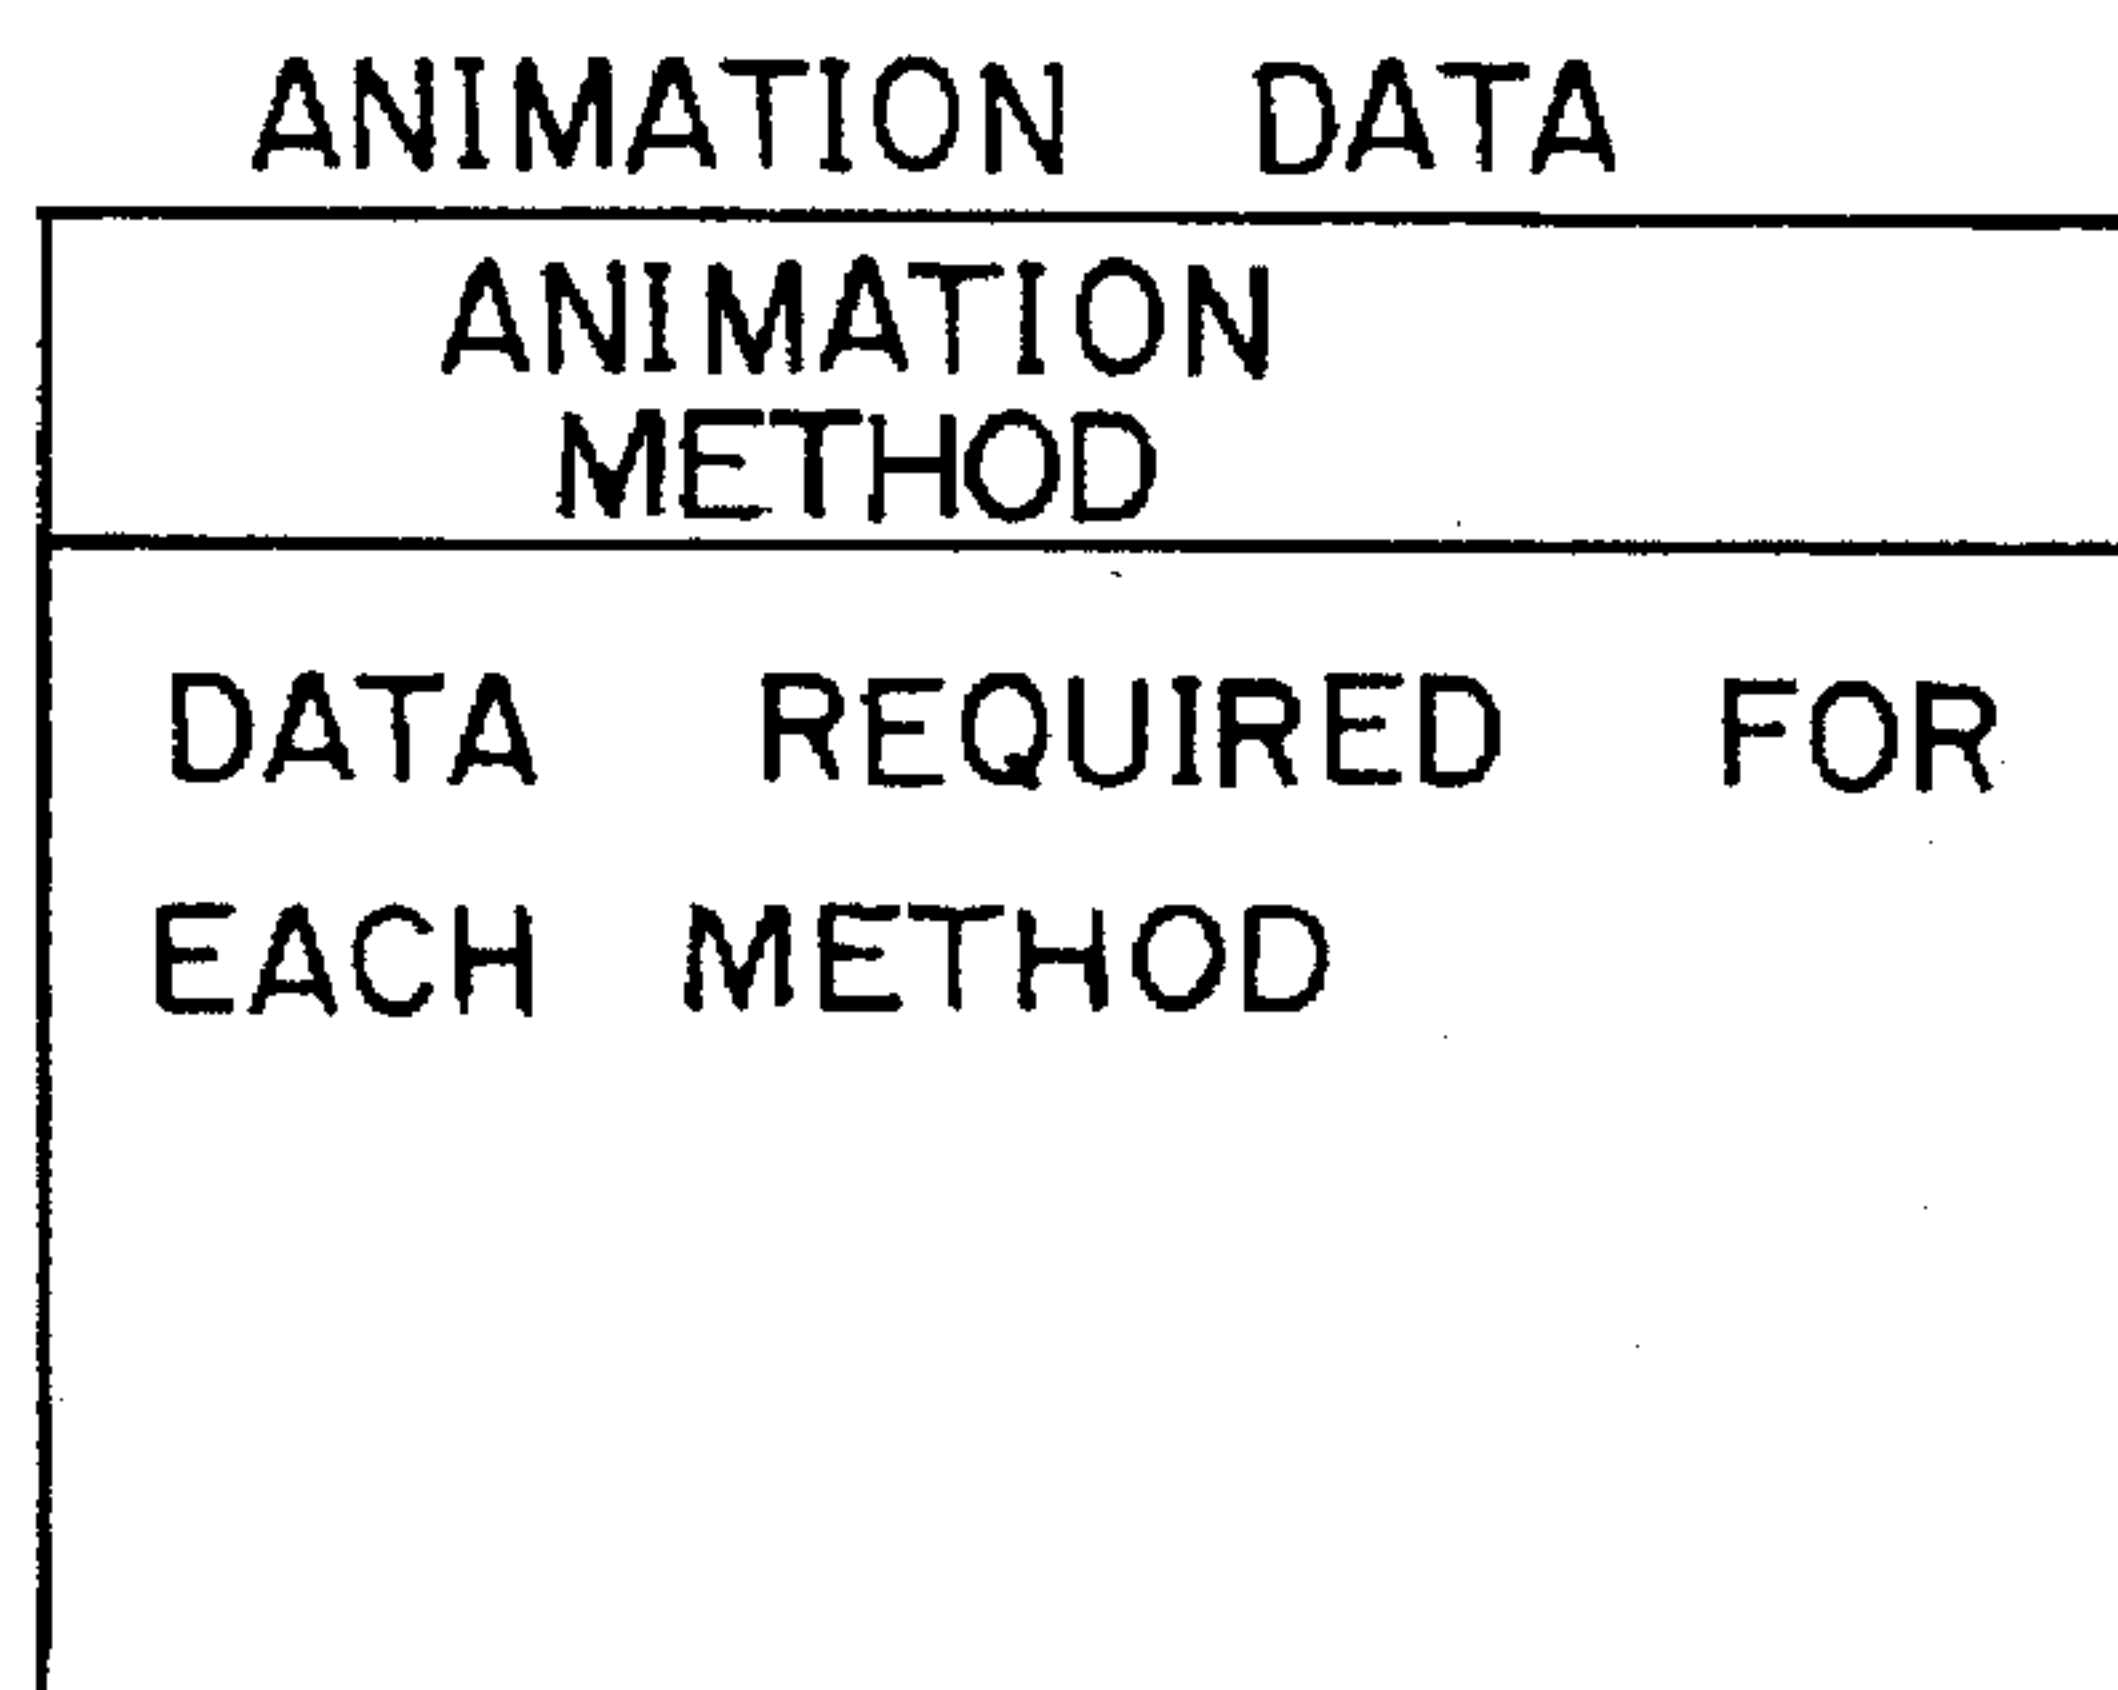 ANIMATION DATA
ANIMATION
METHOD
DATA REQUIRED FOR
EACH METHOD